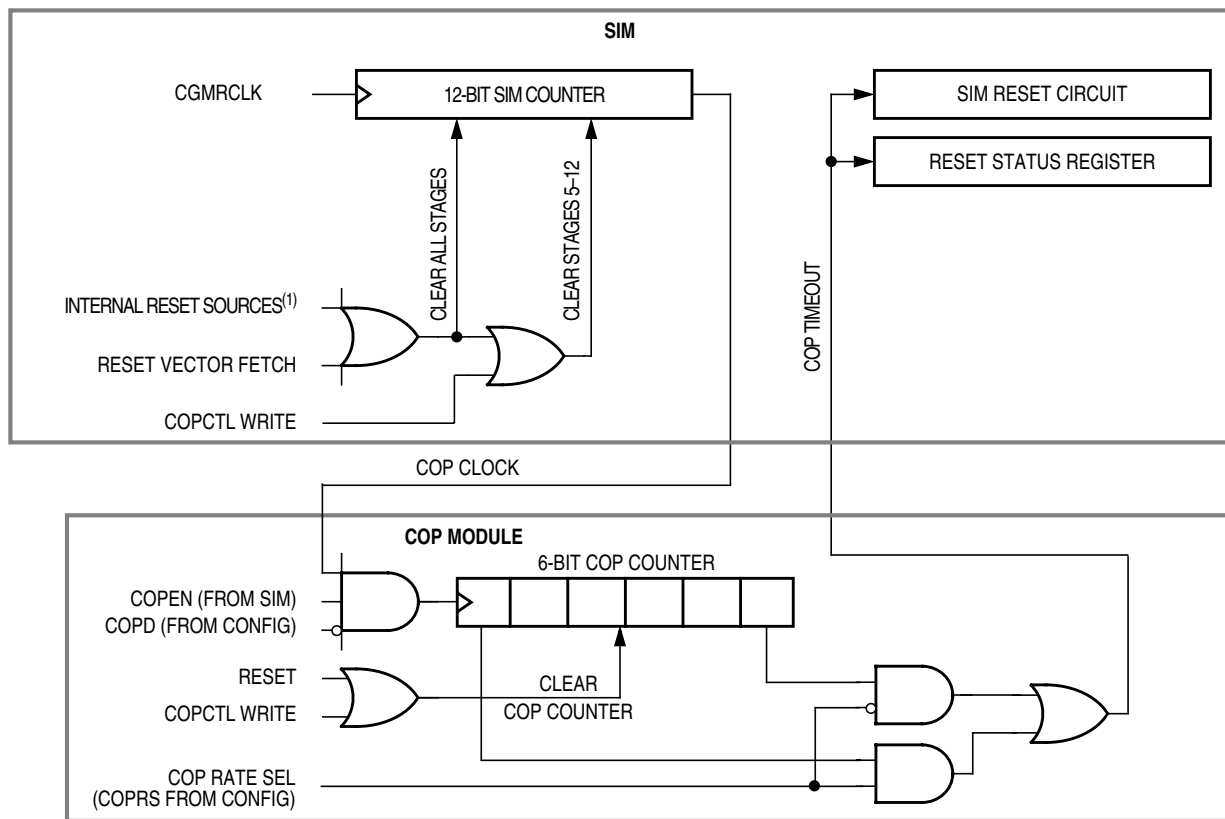 SIM
CGMRCLK
12-BIT SIM COUNTER
SIM RESET CIRCUIT
RESET STATUS REGISTER
CLEAR ALL STAGES
CLEAR STAGES 5–12
COP TIMEOUT
INTERNAL RESET SOURCES(1)
RESET VECTOR FETCH
COPCTL WRITE
COP CLOCK
COP MODULE
6-BIT COP COUNTER
COPEN (FROM SIM)
COPD (FROM CONFIG)
RESET
COPCTL WRITE
CLEAR
COP COUNTER
COP RATE SEL
(COPRS FROM CONFIG)